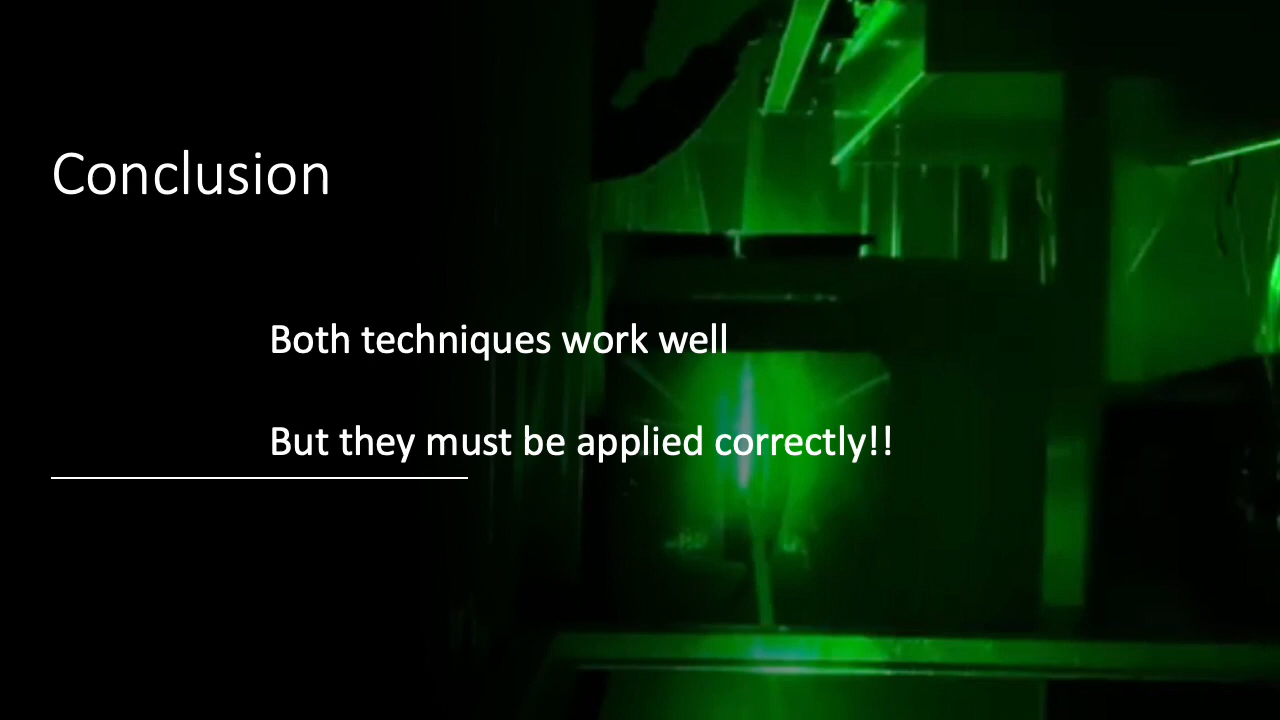 Conclusion
Both techniques work well
But they must be applied correctly!!